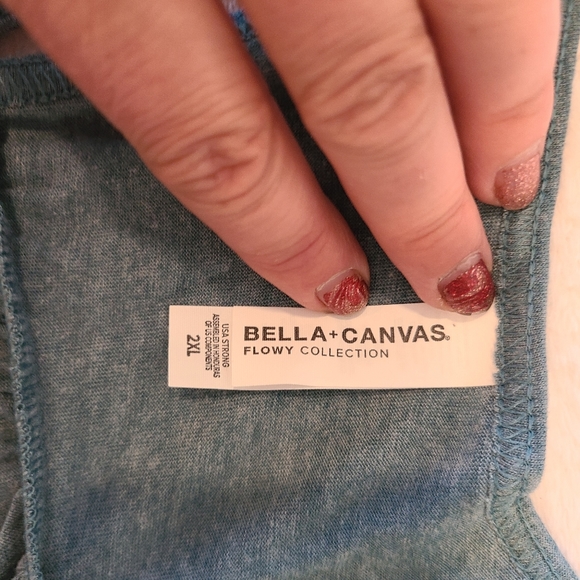 BELLA+CANVAS®
FLOWY COLLECTION
USA STRONG
ASSEMBLED IN HONDURAS
OF US COMPONENTS
2XL